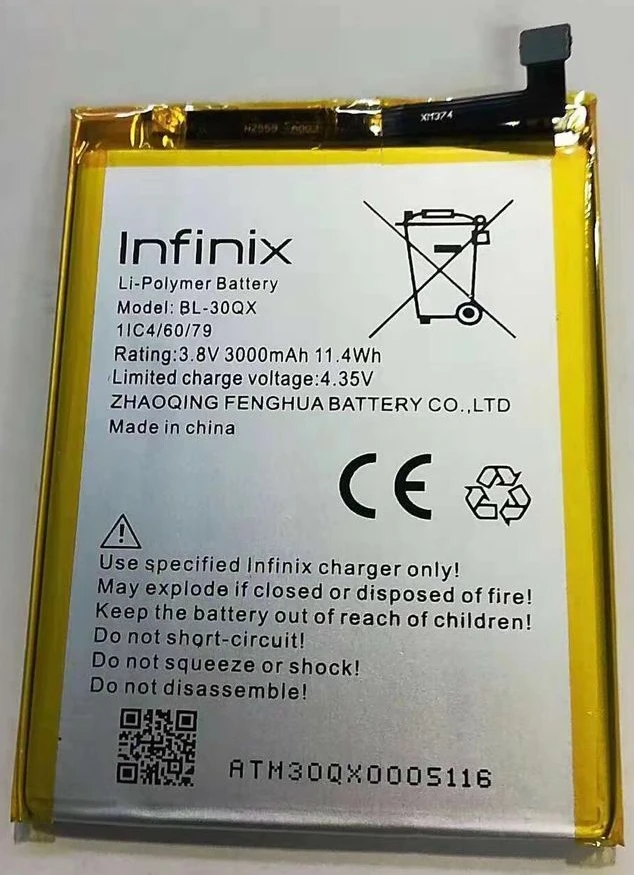 XM374
Infinix
Li-Polymer Battery
Model: BL-30QX
1IC4/60/79
Rating:3.8V 3000mAh 11.4Wh
Limited charge voltage:4.35V
ZHAOQING FENGHUA BATTERY CO.,LTD
Made in china
CE
Use specified Infinix charger only!
May explode if closed or disposed of fire!
Keep the battery out of reach of children!
Do not short-circuit!
Do not squeeze or shock!
Do not disassemble!
ATM30QX0005116